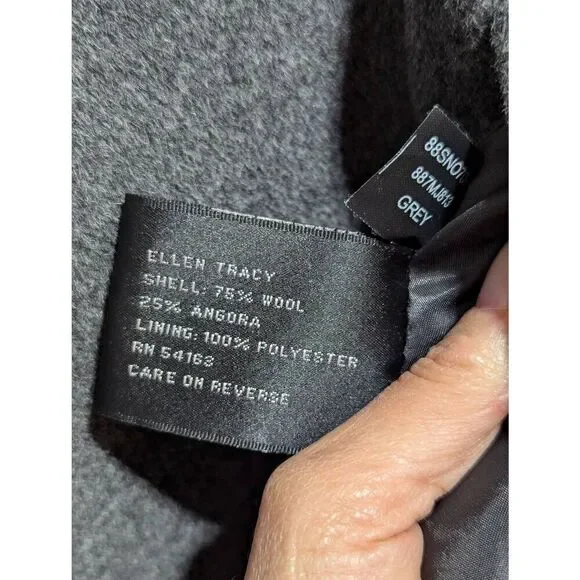 ELLEN TRACY
SHELL: 75% WOOL
25% ANGORA
LINING: 100% POLYESTER
RN 54163
CARE ON REVERSE
887MJ813
GREY